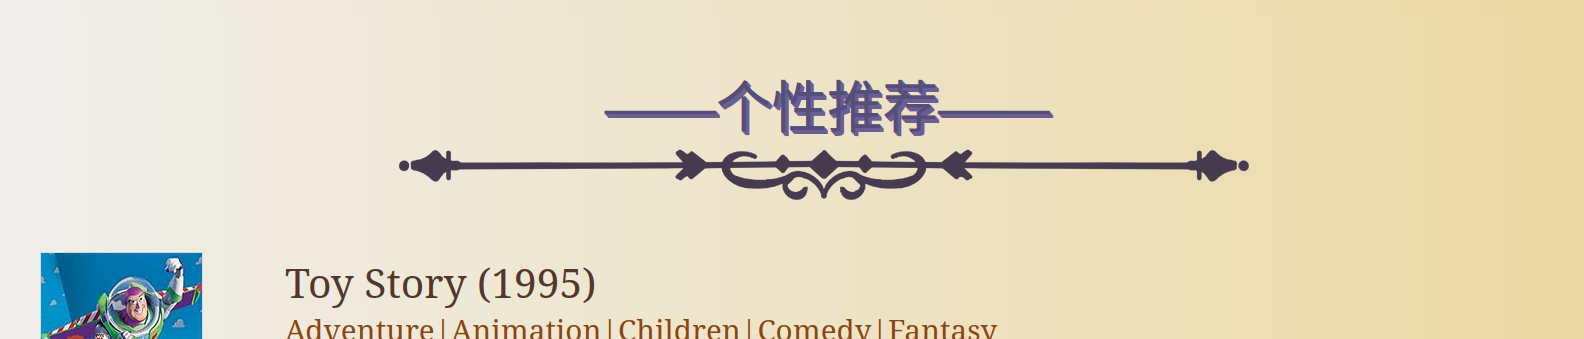 ——个性推荐——
Toy Story (1995)
Adventure|Animation|Children|Comedy|Fantasy